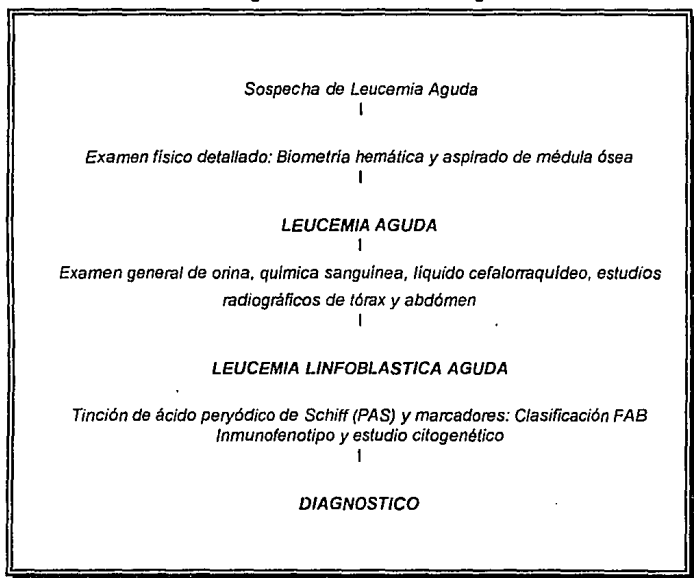 Sospecha de Leucemia Aguda
Examen físico detallado: Biometría hemática y aspirado de médula ósea
LEUCEMIA AGUDA
Examen general de orina, química sanguínea, líquido cefalorraquídeo, estudios
radiográficos de tórax y abdómen
LEUCEMIA LINFOBLASTICA AGUDA
Tinción de ácido peryódico de Schiff (PAS) y marcadores: Clasificación FAB
Inmunofenotipo y estudio citogenético
DIAGNOSTICO